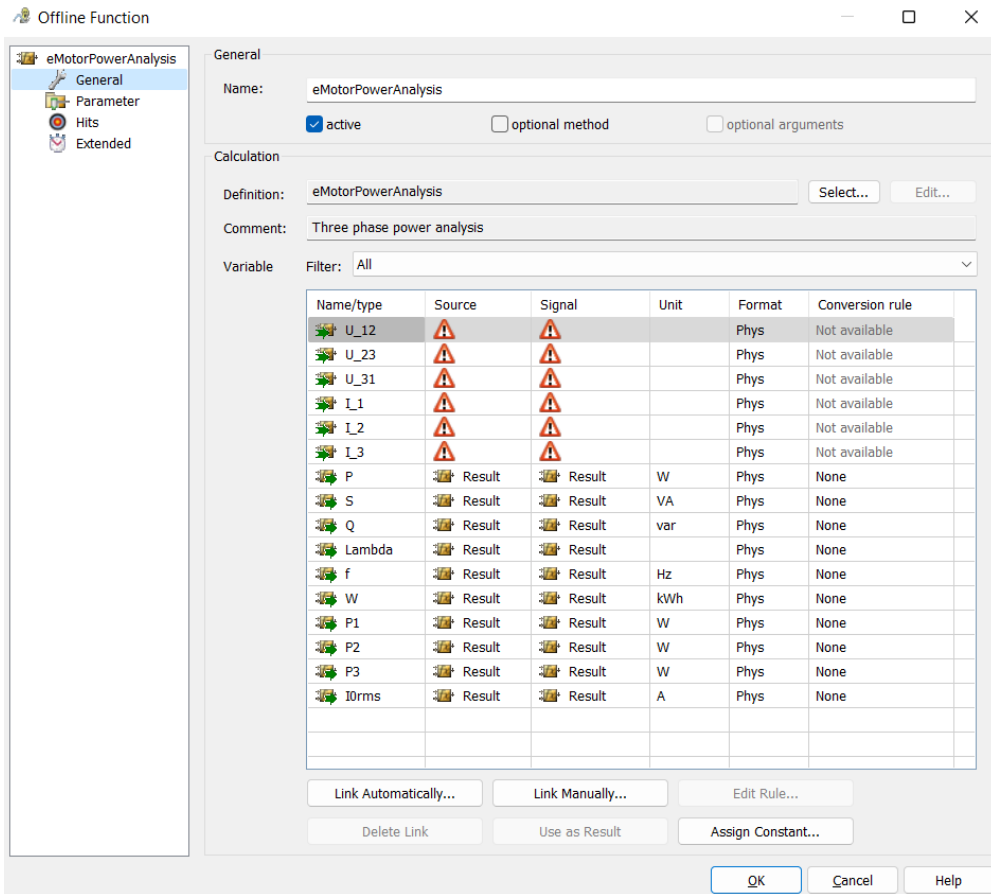 Offline Function
eMotorPowerAnalysis
General
Parameter
Hits
Extended
General
Name: eMotorPowerAnalysis
active optional method optional arguments
Calculation
Definition: eMotorPowerAnalysis Select... Edit...
Comment: Three phase power analysis
Variable Filter: All
Name/type Source Signal Unit Format Conversion rule
U_12 Phys Not available
U_23 Phys Not available
U_31 Phys Not available
I_1 Phys Not available
I_2 Phys Not available
I_3 Phys Not available
P Result Result W Phys None
S Result Result VA Phys None
Q Result Result var Phys None
Lambda Result Result Phys None
f Result Result Hz Phys None
W Result Result kWh Phys None
P1 Result Result W Phys None
P2 Result Result W Phys None
P3 Result Result W Phys None
I0rms Result Result A Phys None
Link Automatically... Link Manually... Edit Rule...
Delete Link Use as Result Assign Constant...
OK Cancel Help